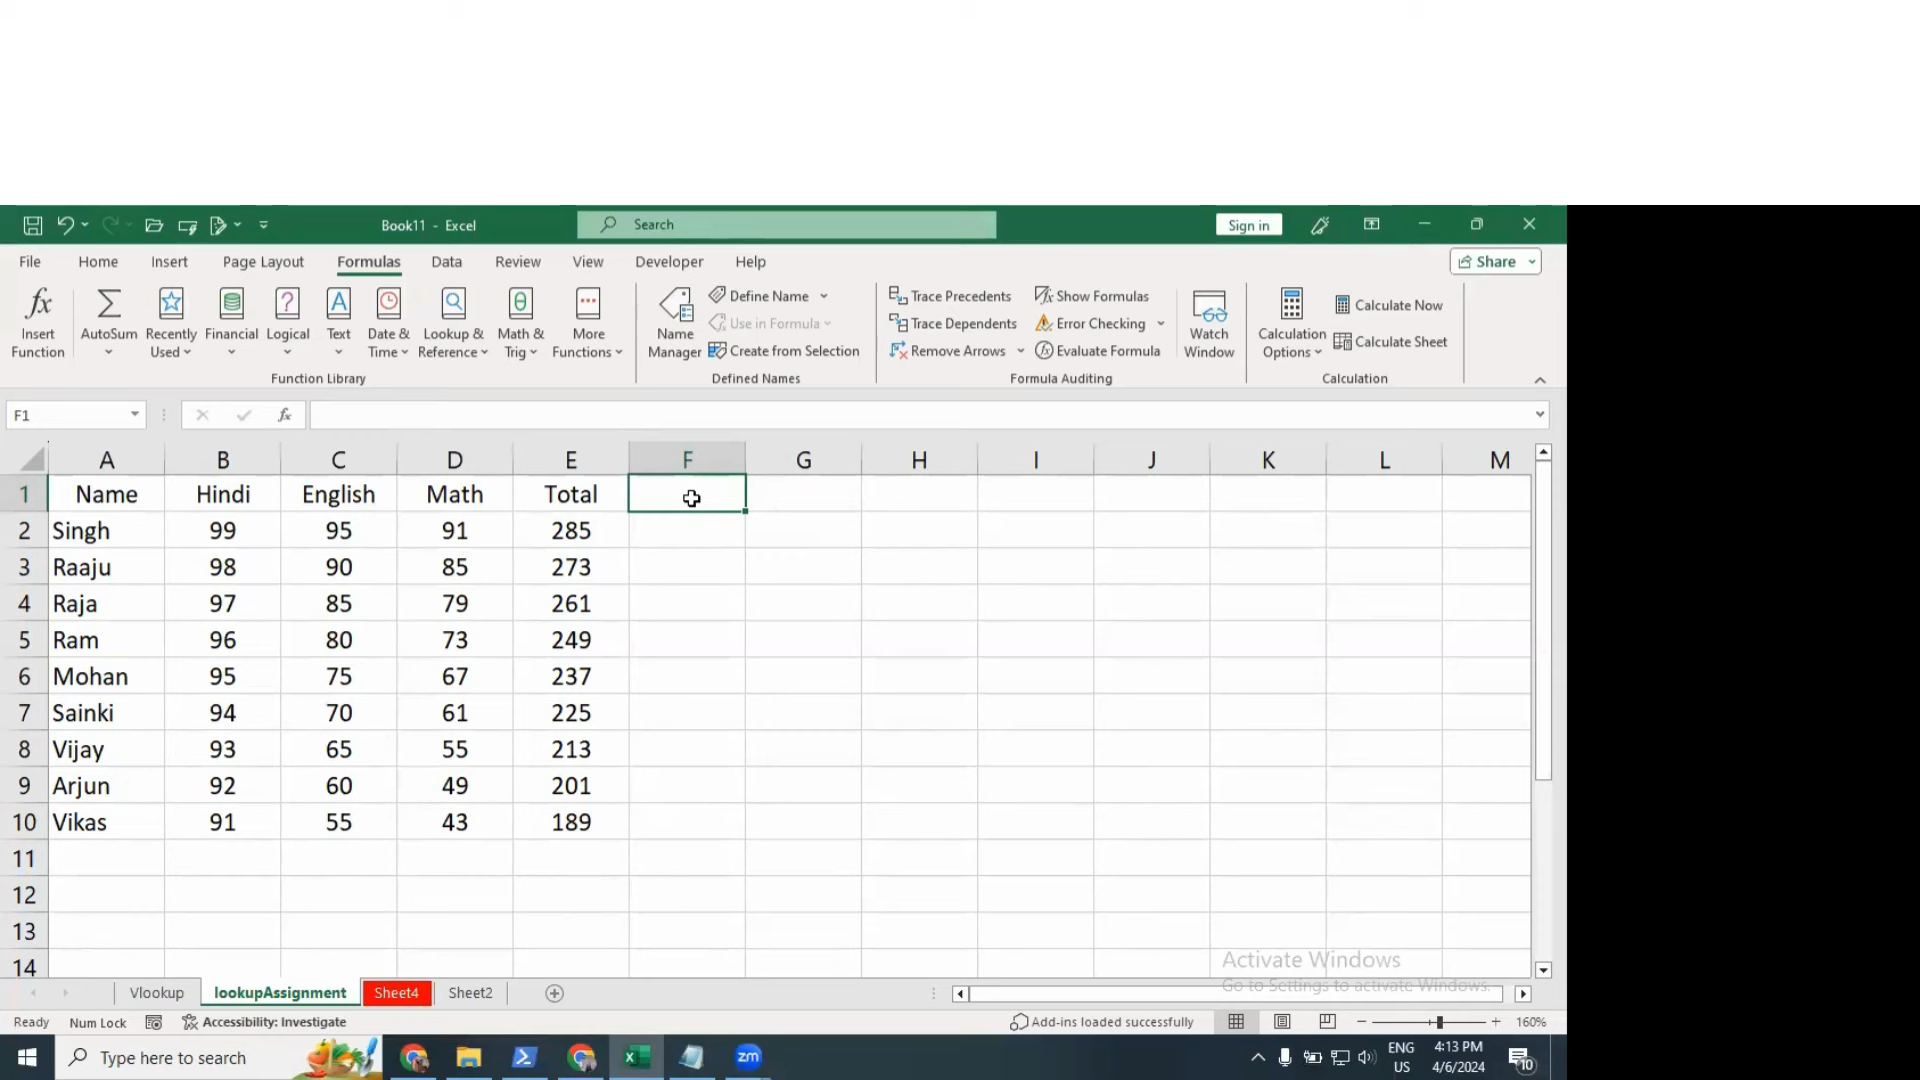 Book11 - Excel
Search
Sign in
File Home Insert Page Layout Formulas Data Review View Developer Help
Share
Insert Function
AutoSum
Recently Used
Financial
Logical
Text
Date & Time
Lookup & Reference
Math & Trig
More Functions
Function Library
Name Manager
Define Name
Use in Formula
Create from Selection
Defined Names
Trace Precedents
Trace Dependents
Remove Arrows
Show Formulas
Error Checking
Evaluate Formula
Formula Auditing
Watch Window
Calculation Options
Calculate Now
Calculate Sheet
Calculation
F1
fx
A B C D E F G H I J K L M
1 Name Hindi English Math Total
2 Singh 99 95 91 285
3 Raaju 98 90 85 273
4 Raja 97 85 79 261
5 Ram 96 80 73 249
6 Mohan 95 75 67 237
7 Sainki 94 70 61 225
8 Vijay 93 65 55 213
9 Arjun 92 60 49 201
10 Vikas 91 55 43 189
11
12
13
14
Activate Windows
Go to Settings to activate Windows.
Vlookup lookupAssignment Sheet4 Sheet2
Ready Num Lock Accessibility: Investigate Add-ins loaded successfully 160%
Type here to search
zm
ENG
US
4:13 PM
4/6/2024
10